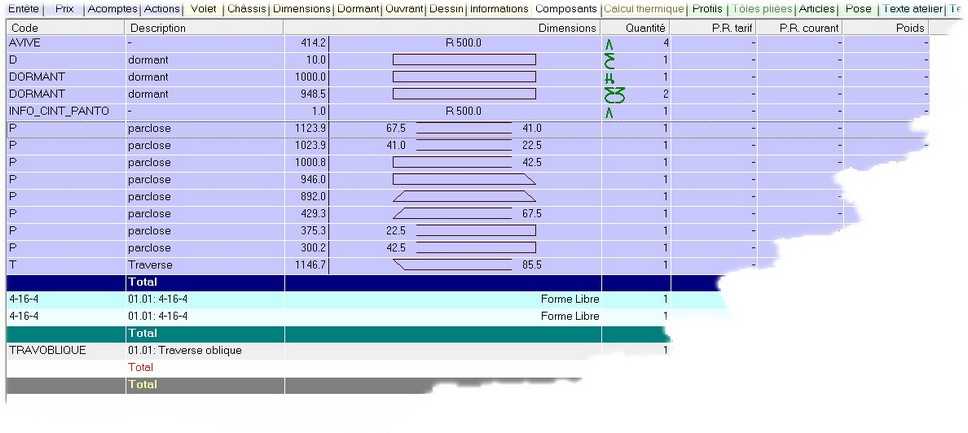 Entête Prix Acomptes Actions Volet Châssis Dimensions Dormant Ouvrant Dessin Informations Composants Calcul thermique Profils Tôles pliées Articles Pose Texte atelier
Code Description Dimensions Quantité P.R. tarif P.R. courant Poids
AVIVE - 414.2 R 500.0 4 - - -
D dormant 10.0 1 - - -
DORMANT dormant 1000.0 1 - - -
DORMANT dormant 948.5 2 - - -
INFO_CINT_PANTO - 1.0 R 500.0 1 - - -
P parclose 1123.9 67.5 41.0 1 - - -
P parclose 1023.9 41.0 22.5 1 - - -
P parclose 1000.8 42.5 1 - -
P parclose 946.0 1 - -
P parclose 892.0 1 - -
P parclose 429.3 67.5 1 - -
P parclose 375.3 22.5 1 - -
P parclose 300.2 42.5 1 -
T Traverse 1146.7 85.5 1 -
Total
4-16-4 01.01: 4-16-4 Forme Libre 1
4-16-4 01.01: 4-16-4 Forme Libre 1
Total
TRAVOBLIQUE 01.01: Traverse oblique 1
Total
Total